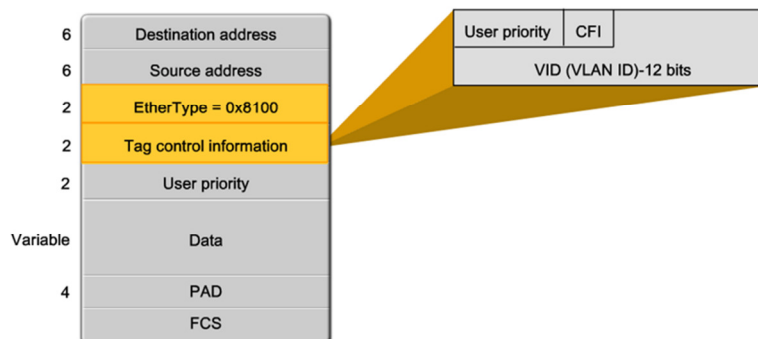 6 Destination address
6 Source address
2 EtherType = 0x8100
2 Tag control information
2 User priority
Variable Data
4 PAD
FCS
User priority CFI
VID (VLAN ID)-12 bits